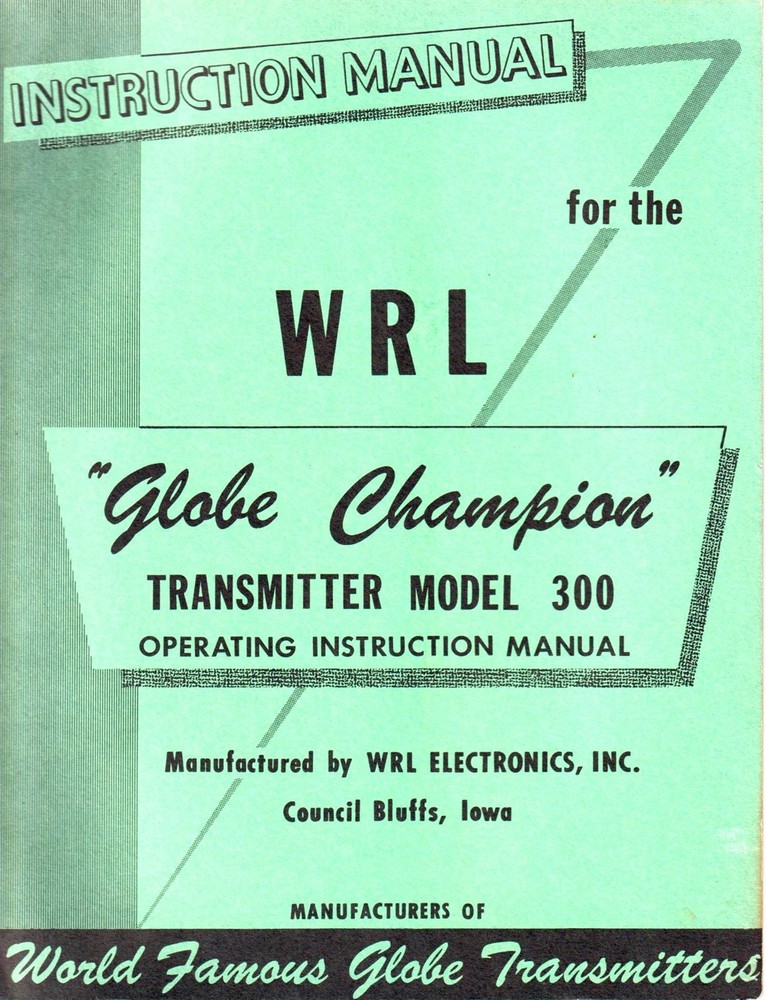 INSTRUCTION MANUAL
for the
WRL
"Globe Champion"
TRANSMITTER MODEL 300
OPERATING INSTRUCTION MANUAL
Manufactured by WRL ELECTRONICS, INC.
Council Bluffs, Iowa
MANUFACTURERS OF
World Famous Globe Transmitters